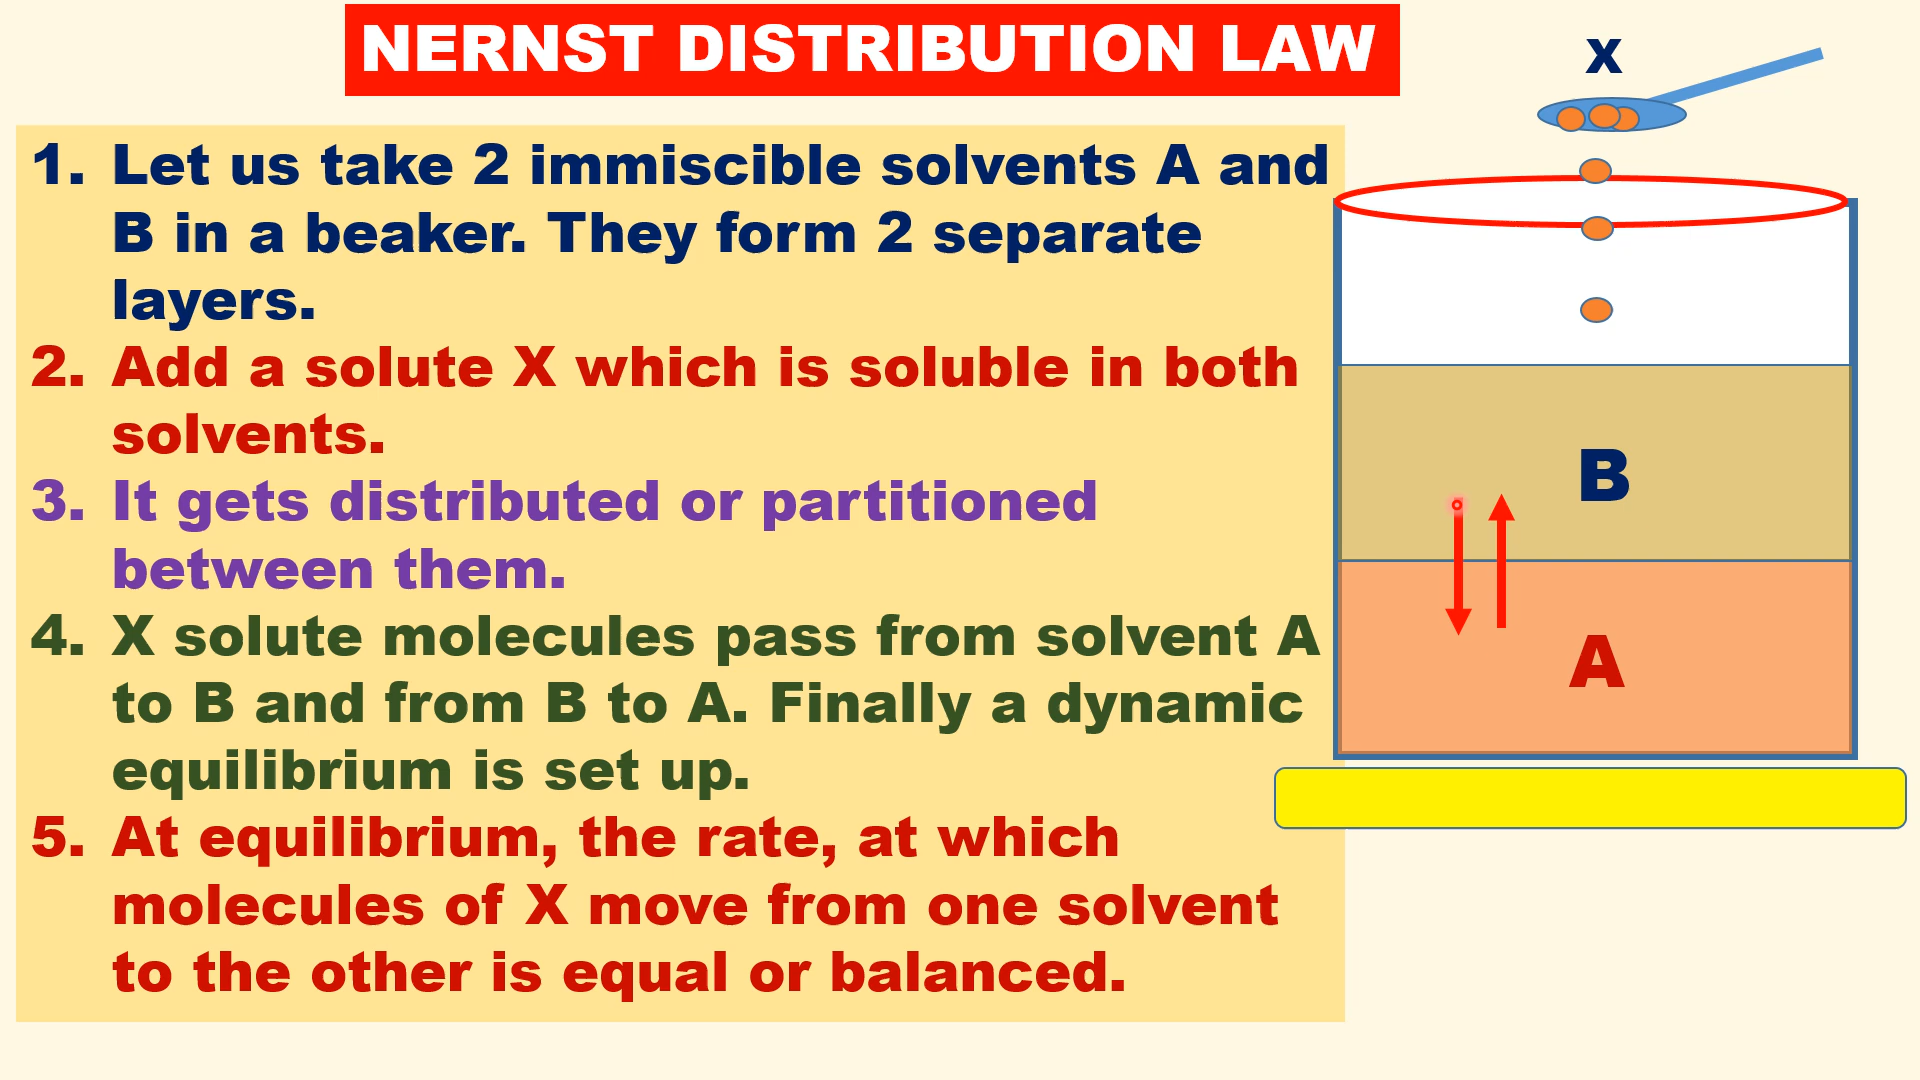 NERNST DISTRIBUTION LAW
X
1. Let us take 2 immiscible solvents A and
B in a beaker. They form 2 separate
layers.
2. Add a solute X which is soluble in both
solvents.
3. It gets distributed or partitioned
between them.
4. X solute molecules pass from solvent A
to B and from B to A. Finally a dynamic
equilibrium is set up.
5. At equilibrium, the rate, at which
molecules of X move from one solvent
to the other is equal or balanced.
B
A